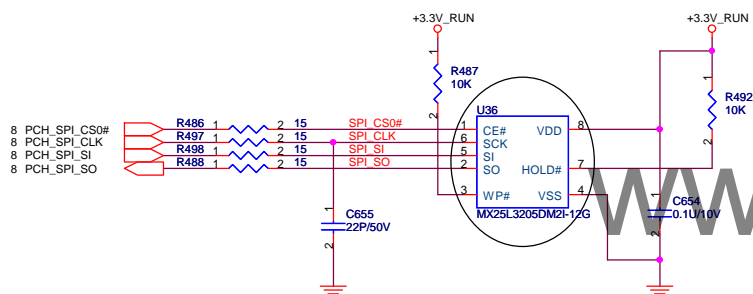 +3.3V_RUN
+3.3V_RUN
1
R487
10K
2
1
R492
10K
2
U36
8 PCH_SPI_CS0# R486 1 2 15 SPI_CS0# 1 CE# VDD 8
8 PCH_SPI_CLK R497 1 2 15 SPI_CLK 6 SCK
8 PCH_SPI_SI R498 1 2 15 SPI_SI 5 SI
8 PCH_SPI_SO R488 1 2 15 SPI_SO 2 SO HOLD# 7
3 WP# VSS 4
MX25L3205DM2I-12G
1
C655
22P/50V
2
1
C654
0.1U/10V
2
WW